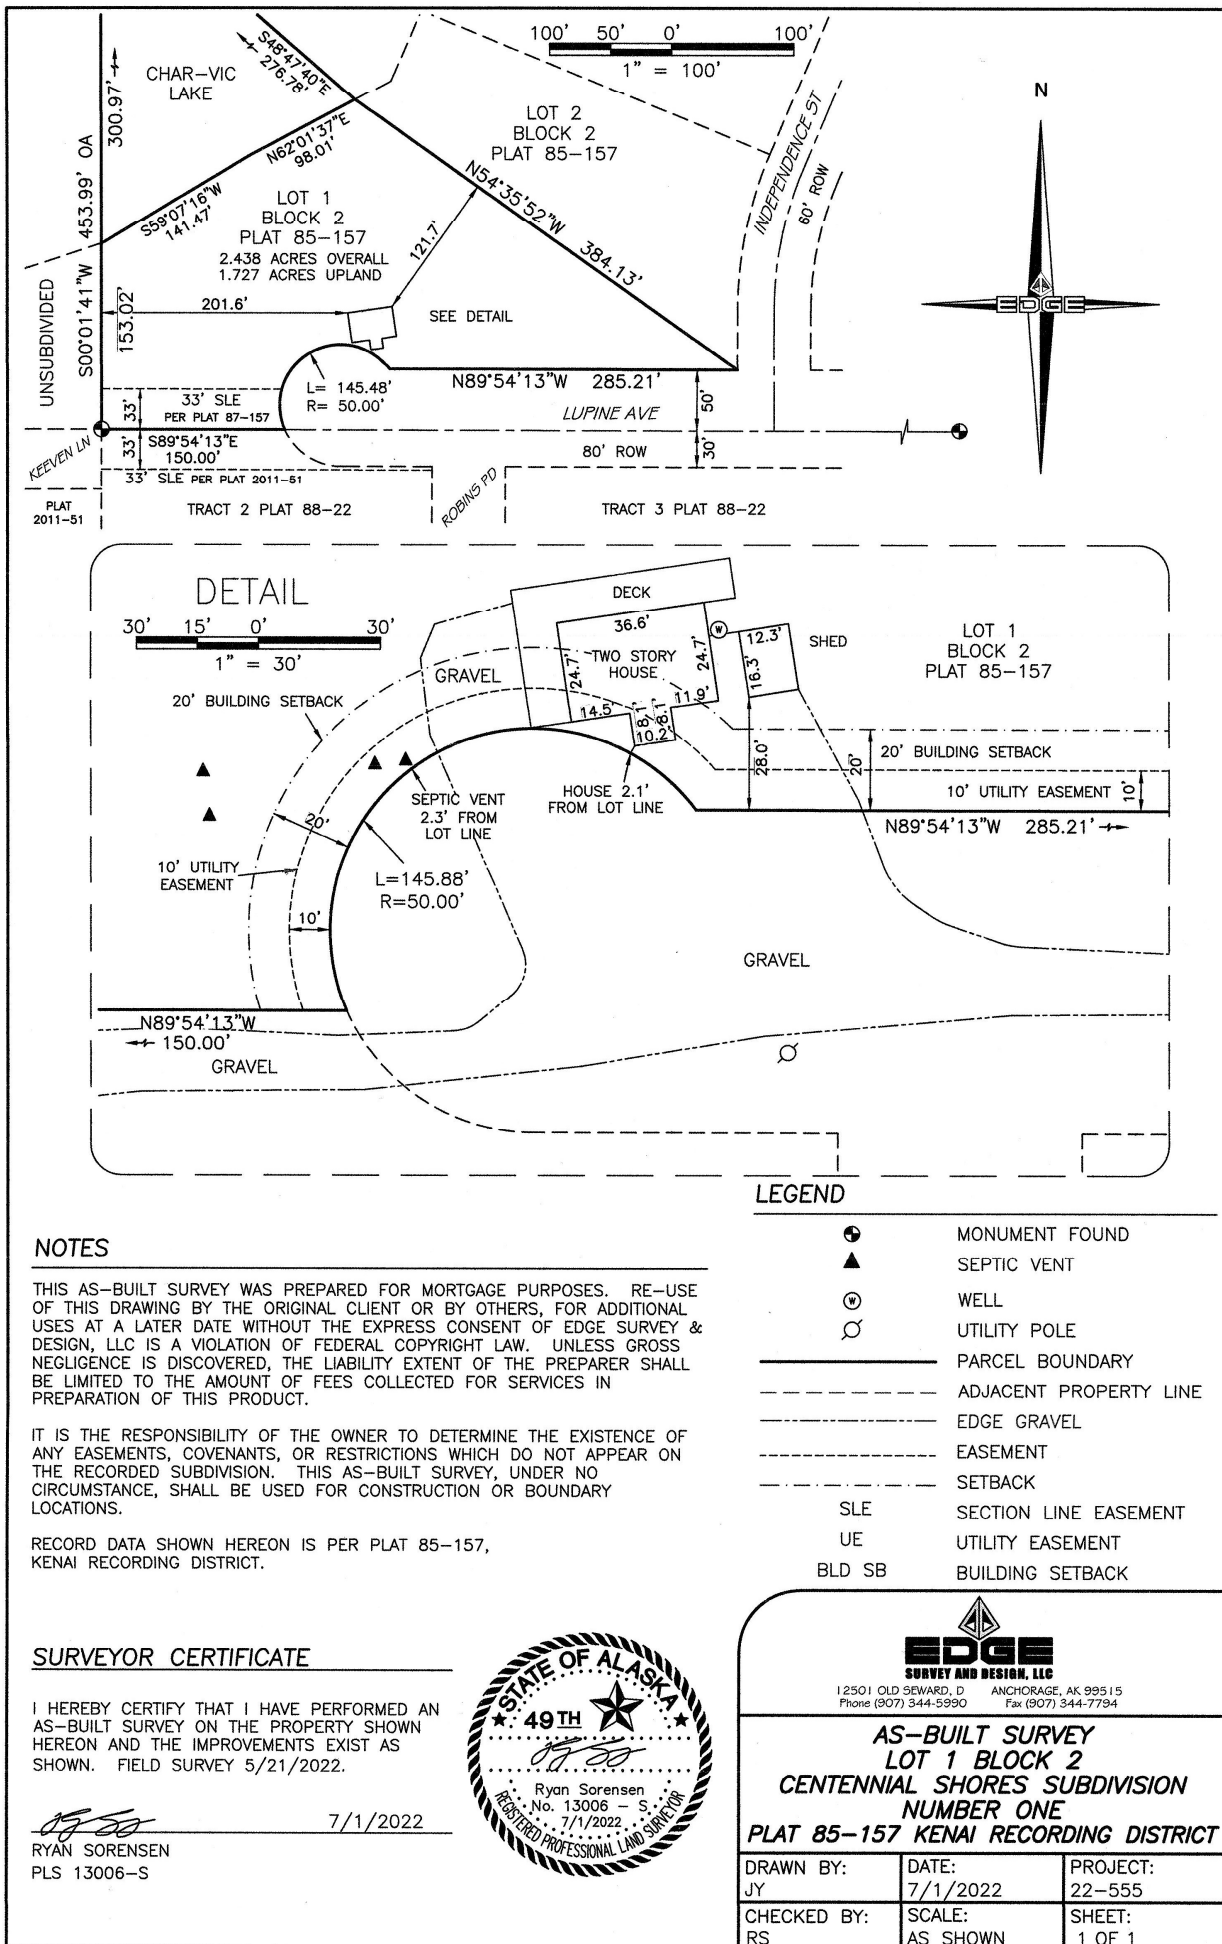 100' 50' 0' 100'
1" = 100'
N
CHAR-VIC
LAKE
S48°47'40"E
276.78'
300.97'
S00°01'41"W 453.99' OA
153.02'
N62°01'37"E
98.01'
S59°07'16"W
141.47'
LOT 2
BLOCK 2
PLAT 85-157
INDEPENDENCE ST
60' ROW
N54°35'52"W 384.13'
LOT 1
BLOCK 2
PLAT 85-157
2.438 ACRES OVERALL
1.727 ACRES UPLAND
121.7'
201.6'
SEE DETAIL
UNSUBDIVIDED
EDGE
L= 145.48'
R= 50.00'
N89°54'13"W 285.21'
33' SLE
PER PLAT 87-157
33'
33'
LUPINE AVE
50'
30'
S89°54'13"E
150.00'
80' ROW
KEEVEN LN
33' SLE PER PLAT 2011-51
PLAT
2011-51
TRACT 2 PLAT 88-22
ROBINS PD
TRACT 3 PLAT 88-22
DETAIL
30' 15' 0' 30'
1" = 30'
DECK
36.6'
24.7'
TWO STORY
HOUSE
24.7'
14.5'
8.1'
8.1'
10.2'
11.9'
W
12.3'
16.3'
SHED
LOT 1
BLOCK 2
PLAT 85-157
GRAVEL
20' BUILDING SETBACK
20' BUILDING SETBACK
28.0'
20'
10' UTILITY EASEMENT
10'
SEPTIC VENT
2.3' FROM
LOT LINE
HOUSE 2.1'
FROM LOT LINE
N89°54'13"W 285.21'
20'
10' UTILITY
EASEMENT
L=145.88'
R=50.00'
10'
GRAVEL
N89°54'13"W
150.00'
GRAVEL
LEGEND
MONUMENT FOUND
SEPTIC VENT
W WELL
UTILITY POLE
PARCEL BOUNDARY
ADJACENT PROPERTY LINE
EDGE GRAVEL
EASEMENT
SETBACK
SLE SECTION LINE EASEMENT
UE UTILITY EASEMENT
BLD SB BUILDING SETBACK
NOTES
THIS AS-BUILT SURVEY WAS PREPARED FOR MORTGAGE PURPOSES. RE-USE
OF THIS DRAWING BY THE ORIGINAL CLIENT OR BY OTHERS, FOR ADDITIONAL
USES AT A LATER DATE WITHOUT THE EXPRESS CONSENT OF EDGE SURVEY &
DESIGN, LLC IS A VIOLATION OF FEDERAL COPYRIGHT LAW. UNLESS GROSS
NEGLIGENCE IS DISCOVERED, THE LIABILITY EXTENT OF THE PREPARER SHALL
BE LIMITED TO THE AMOUNT OF FEES COLLECTED FOR SERVICES IN
PREPARATION OF THIS PRODUCT.
IT IS THE RESPONSIBILITY OF THE OWNER TO DETERMINE THE EXISTENCE OF
ANY EASEMENTS, COVENANTS, OR RESTRICTIONS WHICH DO NOT APPEAR ON
THE RECORDED SUBDIVISION. THIS AS-BUILT SURVEY, UNDER NO
CIRCUMSTANCE, SHALL BE USED FOR CONSTRUCTION OR BOUNDARY
LOCATIONS.
RECORD DATA SHOWN HEREON IS PER PLAT 85-157,
KENAI RECORDING DISTRICT.
SURVEYOR CERTIFICATE
I HEREBY CERTIFY THAT I HAVE PERFORMED AN
AS-BUILT SURVEY ON THE PROPERTY SHOWN
HEREON AND THE IMPROVEMENTS EXIST AS
SHOWN. FIELD SURVEY 5/21/2022.
7/1/2022
RYAN SORENSEN
PLS 13006-S
STATE OF ALASKA
49TH
Ryan Sorensen
No. 13006 - S
7/1/2022
REGISTERED PROFESSIONAL LAND SURVEYOR
EDGE
SURVEY AND DESIGN, LLC
12501 OLD SEWARD, D ANCHORAGE, AK 99515
Phone (907) 344-5990 Fax (907) 344-7794
AS-BUILT SURVEY
LOT 1 BLOCK 2
CENTENNIAL SHORES SUBDIVISION
NUMBER ONE
PLAT 85-157 KENAI RECORDING DISTRICT
DRAWN BY: DATE: PROJECT:
JY 7/1/2022 22-555
CHECKED BY: SCALE: SHEET:
RS AS SHOWN 1 OF 1